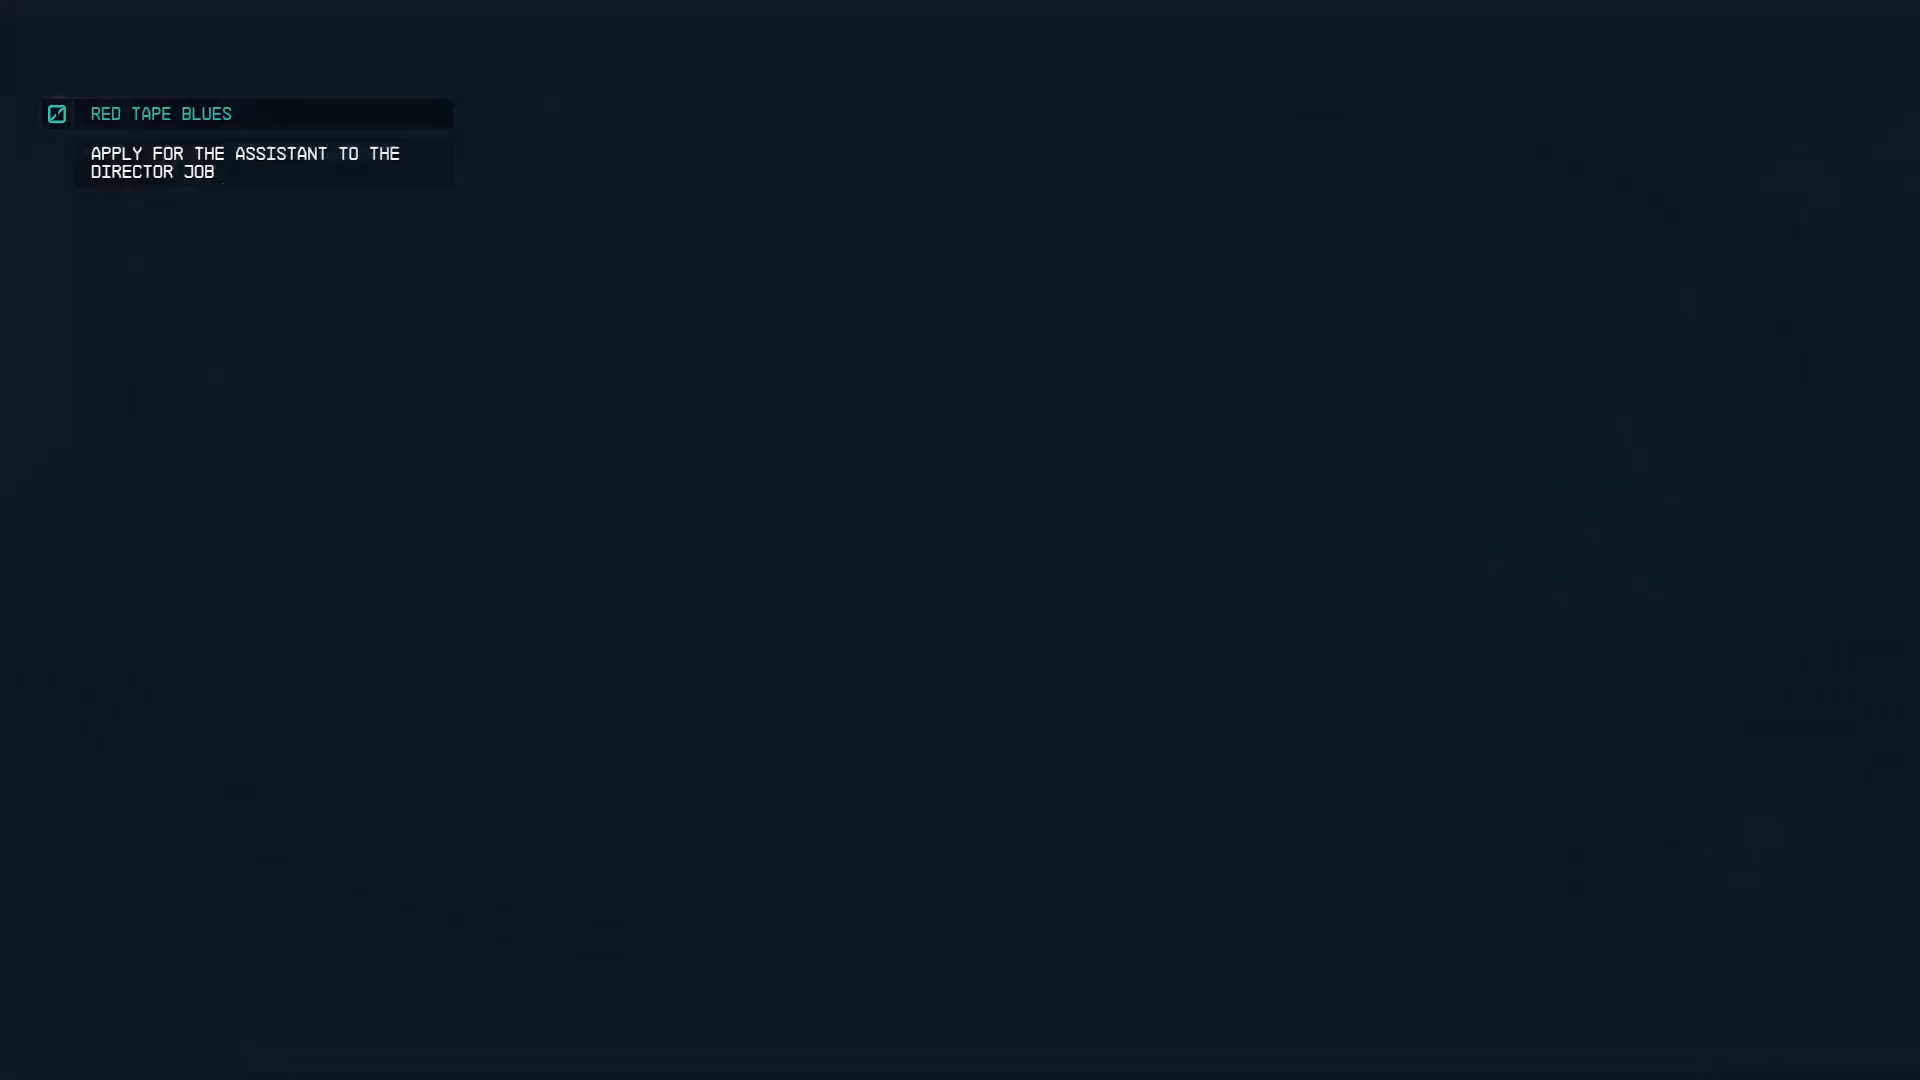 RED TAPE BLUES
APPLY FOR THE ASSISTANT TO THE
DIRECTOR JOB